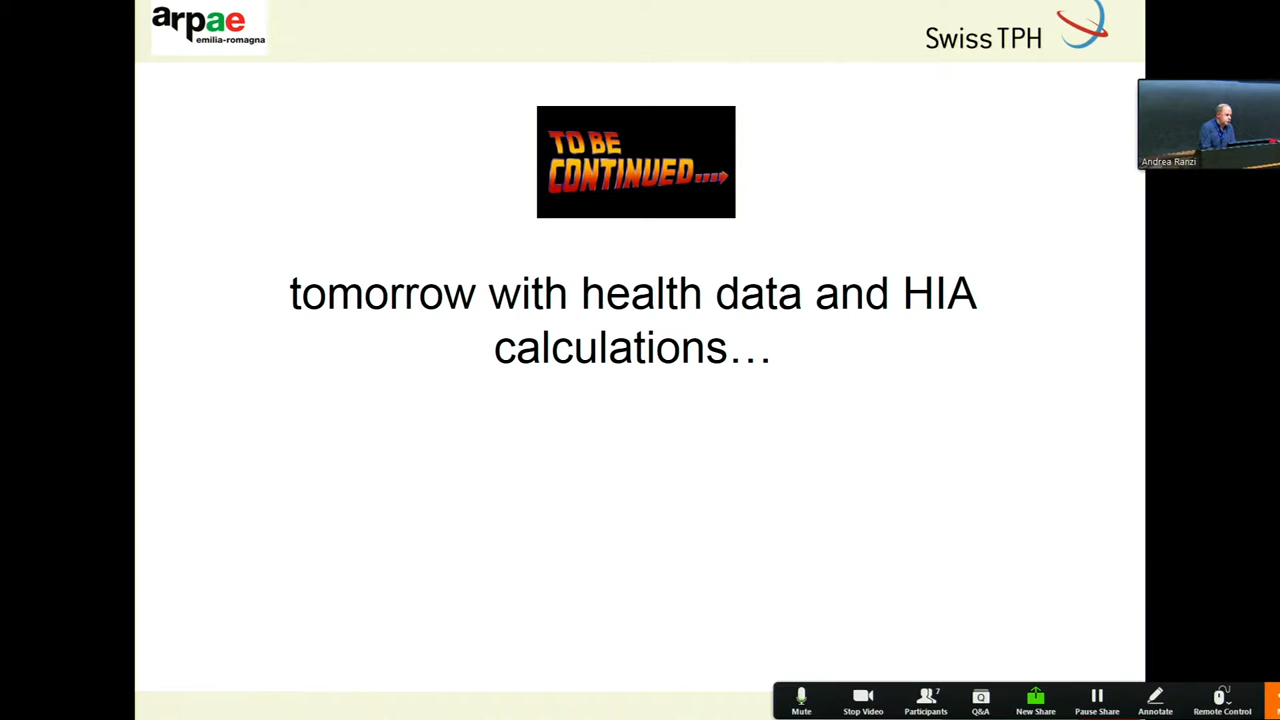 arpae
emilia-romagna
Swiss TPH
TO BE
CONTINUED....
Andrea Ranzi
tomorrow with health data and HIA
calculations…
Mute
Stop Video
Participants
7
Q&A
New Share
Pause Share
Annotate
Remote Control